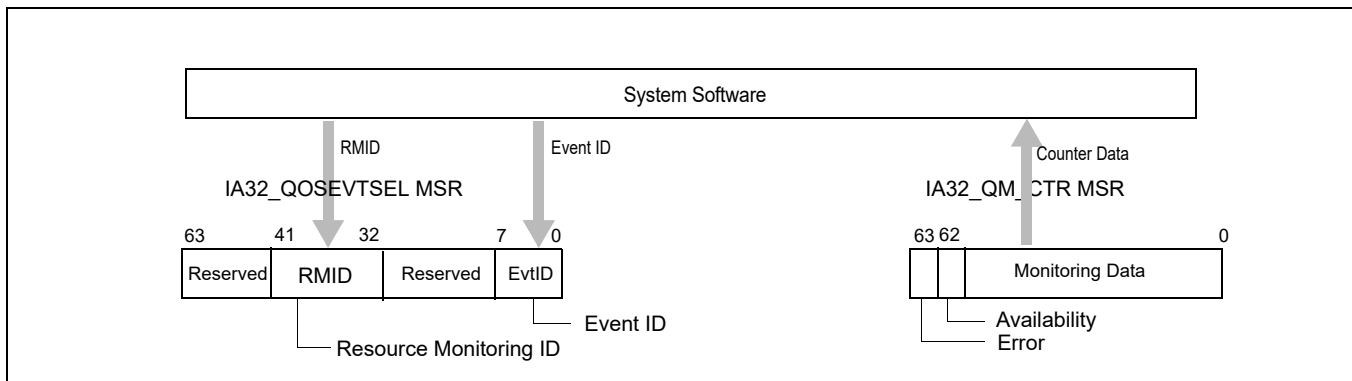 System Software
RMID
Event ID
Counter Data
IA32_QOSEVTSEL MSR
IA32_QM_CTR MSR
63 41 32 7 0
63 62 0
Reserved RMID Reserved EvtID
Monitoring Data
Event ID
Resource Monitoring ID
Availability
Error